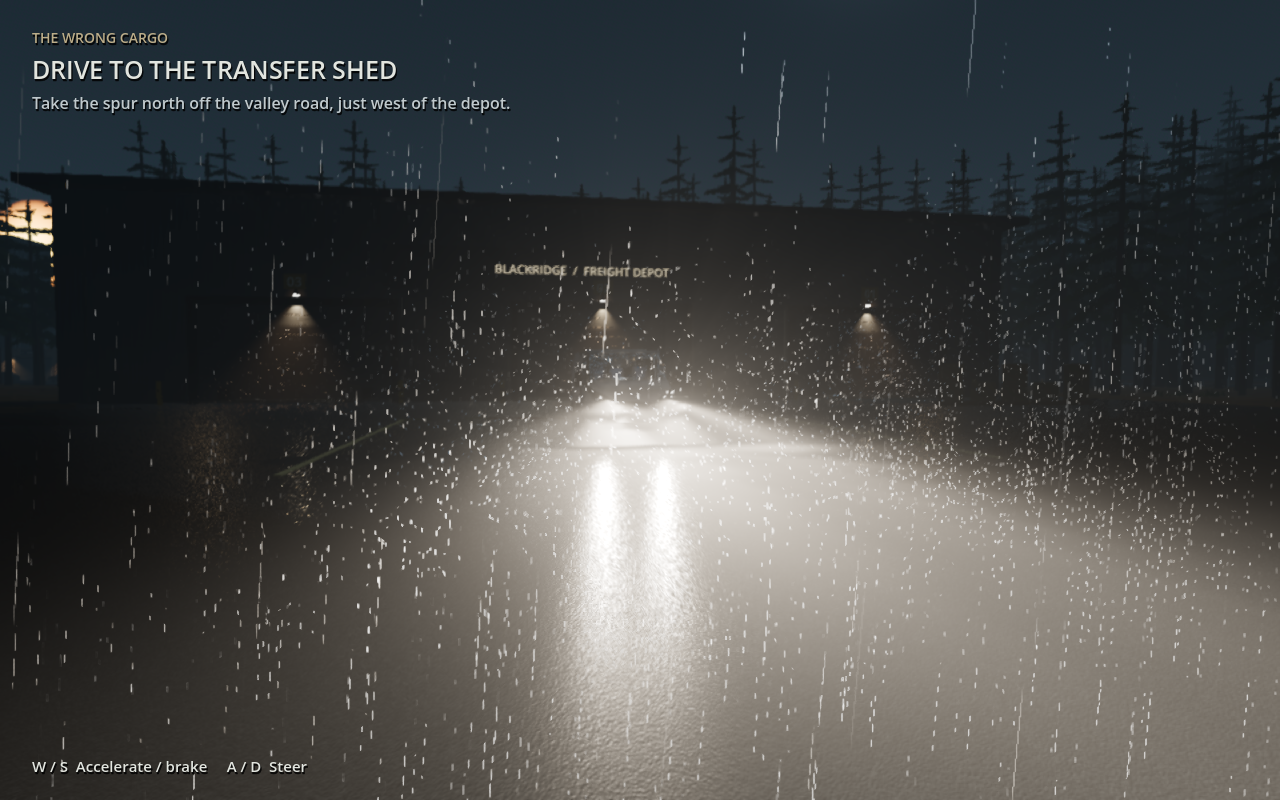 THE WRONG CARGO
DRIVE TO THE TRANSFER SHED
Take the spur north off the valley road, just west of the depot.
BLACKRIDGE / FREIGHT DEPOT
W / S Accelerate / brake A / D Steer